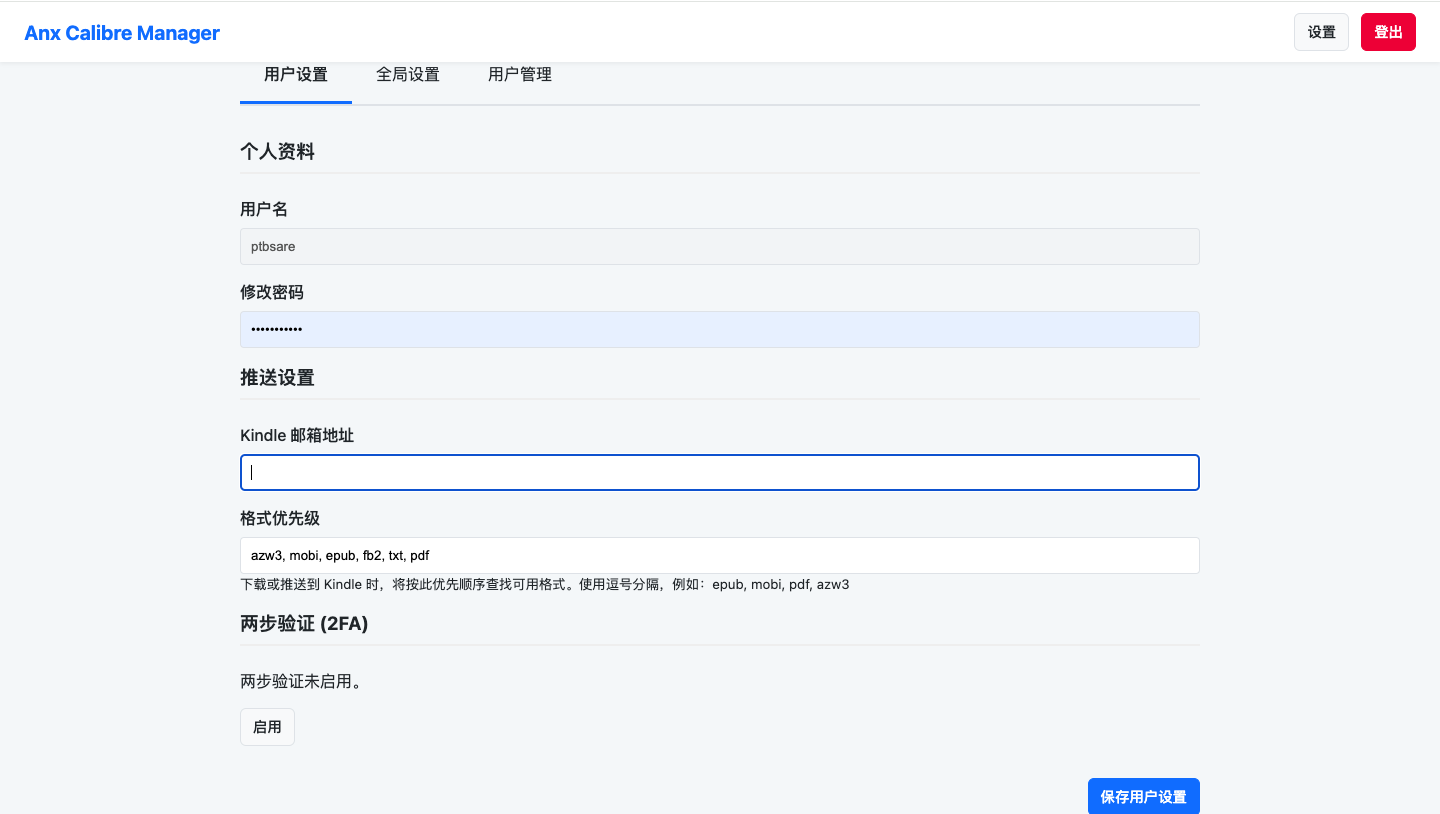 Anx Calibre Manager
设置
登出
用户设置
全局设置
用户管理
个人资料
用户名
ptbsare
修改密码
•••••••••••
推送设置
Kindle 邮箱地址
格式优先级
azw3, mobi, epub, fb2, txt, pdf
下载或推送到 Kindle 时，将按此优先顺序查找可用格式。使用逗号分隔，例如：epub, mobi, pdf, azw3
两步验证 (2FA)
两步验证未启用。
启用
保存用户设置